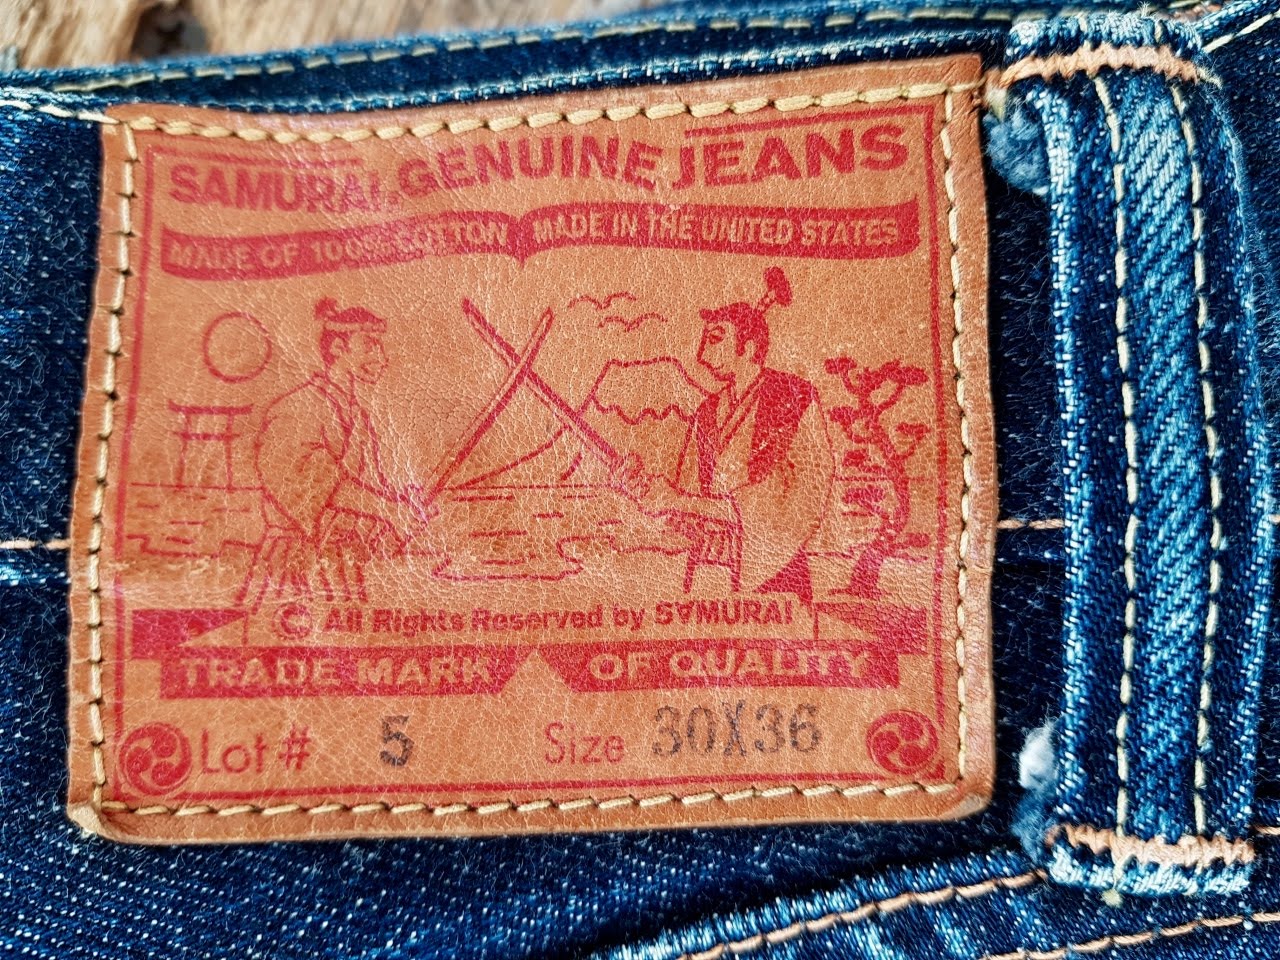 SAMURAI. GENUINE JEANS
MADE OF 100% COTTON MADE IN THE UNITED STATES
© All Rights Reserved by SAMURAI
TRADE MARK OF QUALITY
Lot # 5 Size 30X36